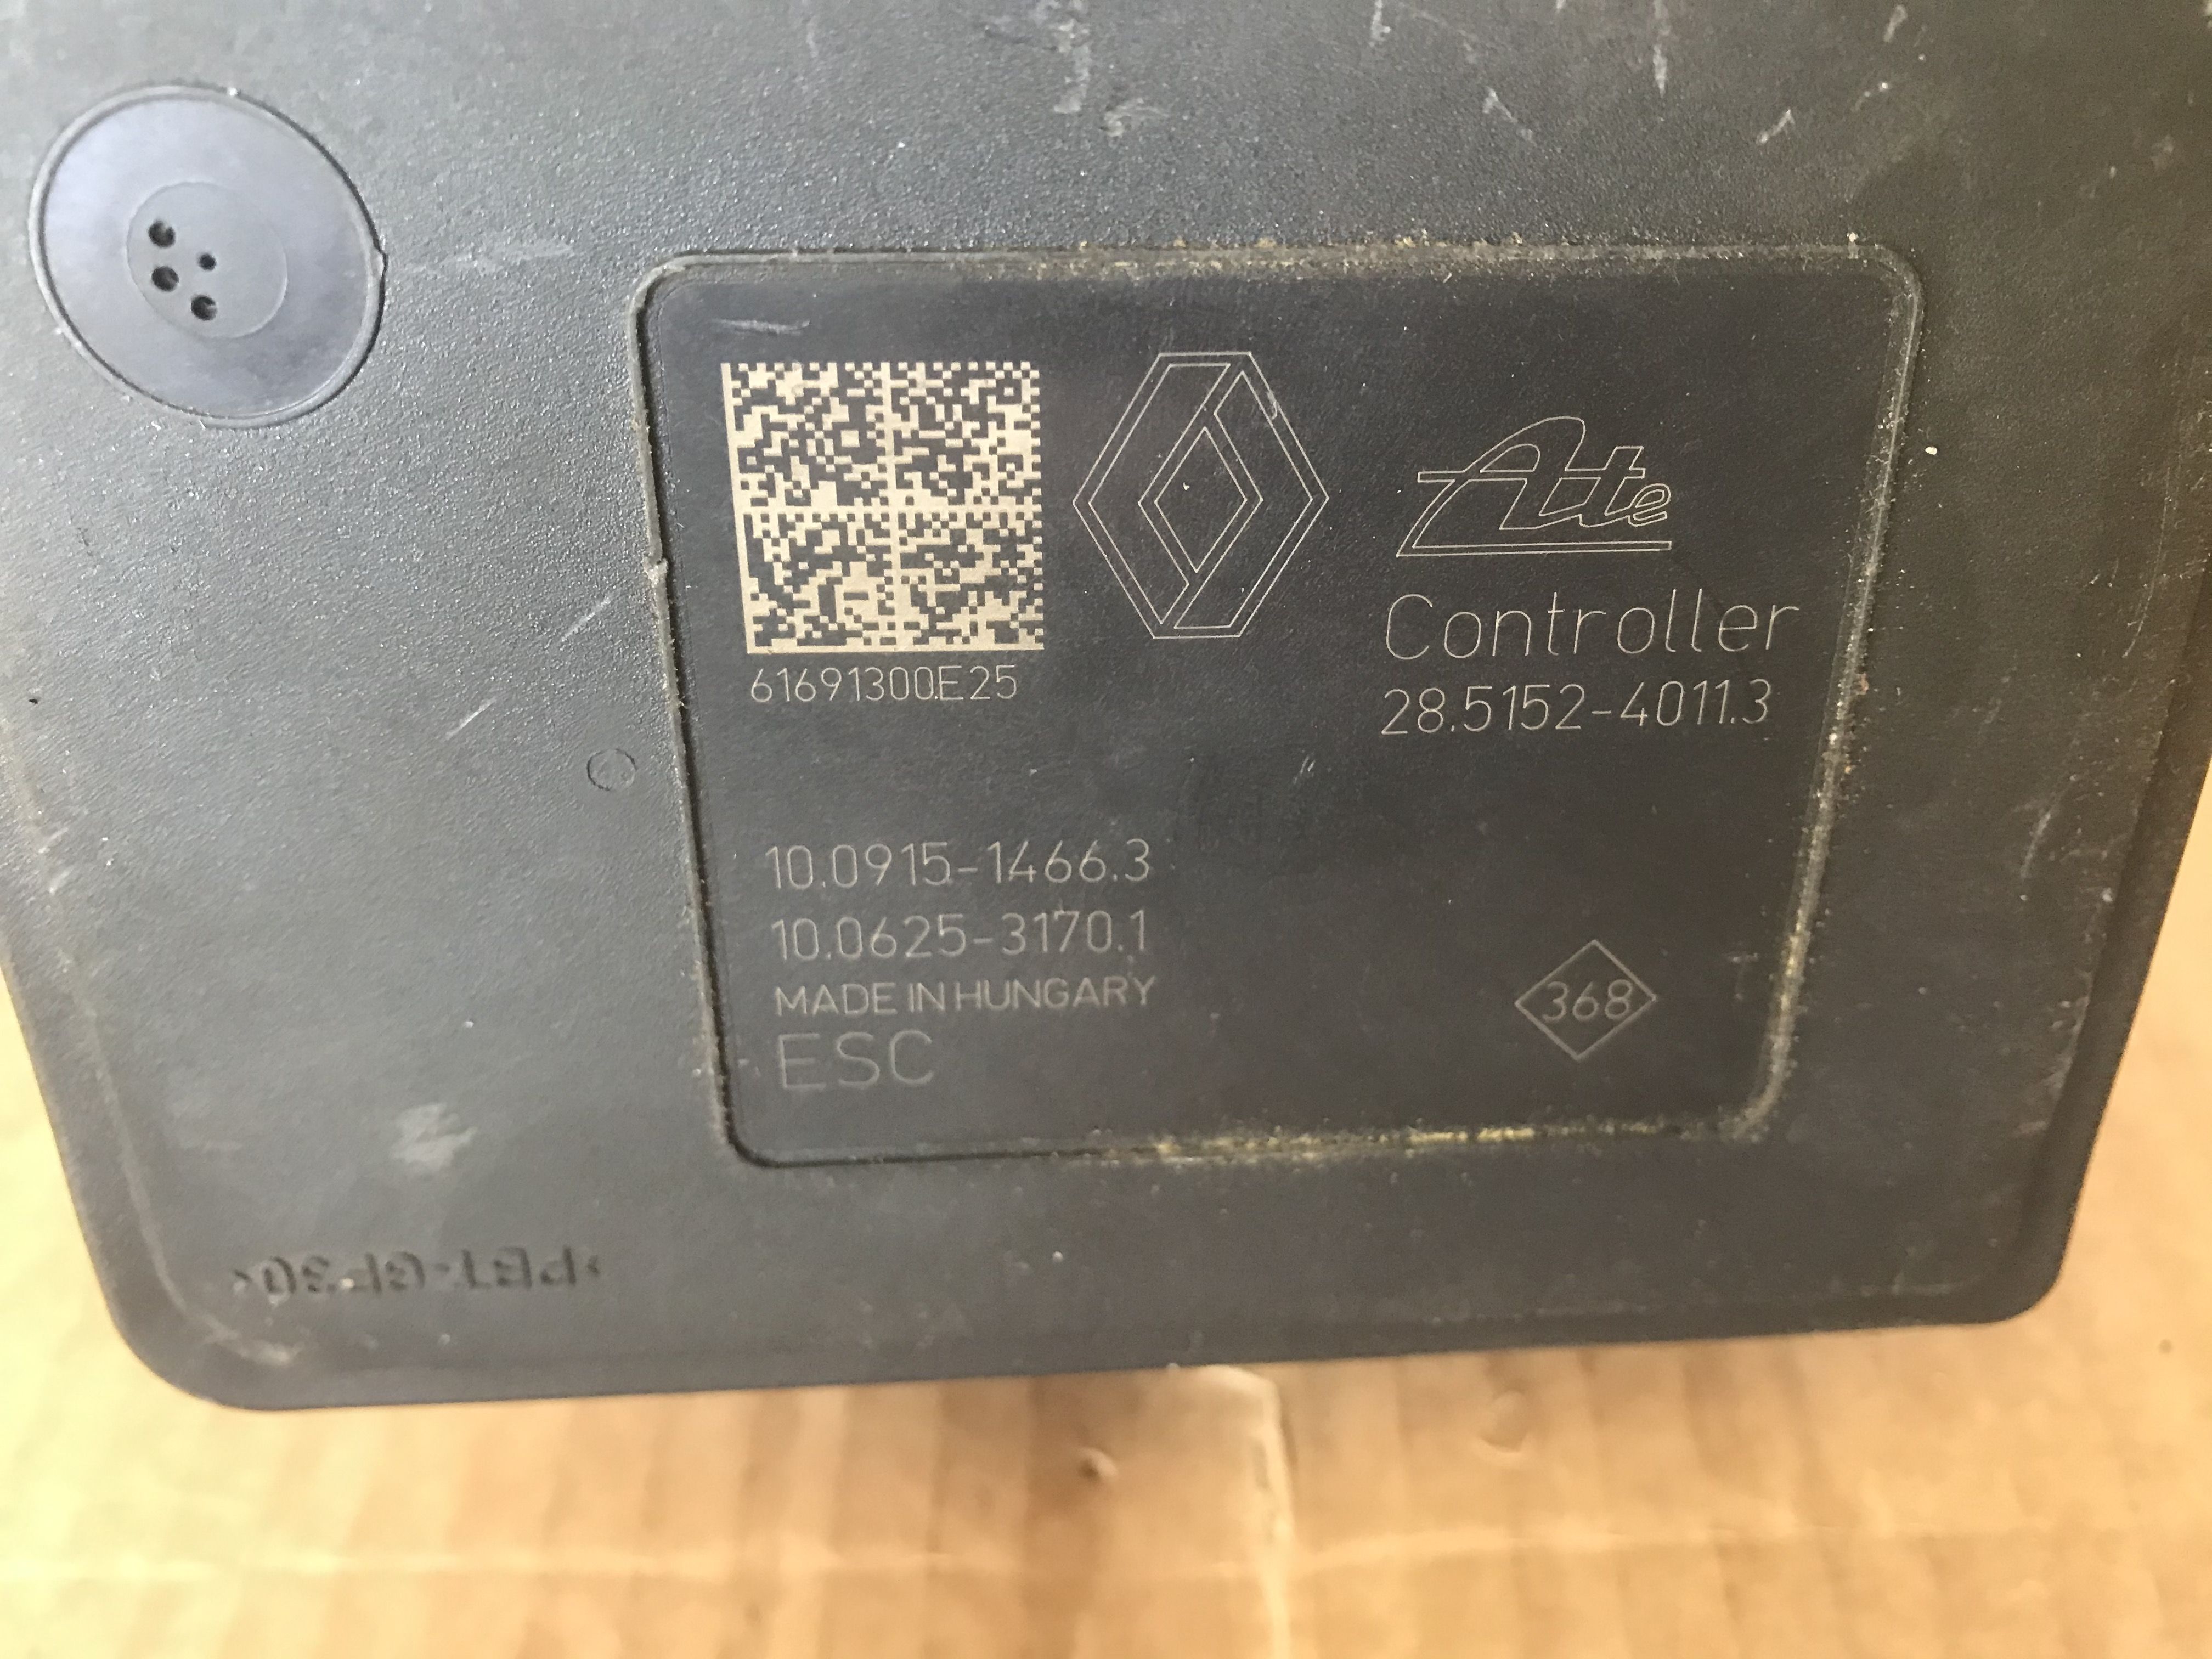 Ate
Controller
28.5152-4011.3
61691300E25
10.0915-1466.3
10.0625-3170.1
MADE IN HUNGARY
ESC
368
>PBT-GF30<